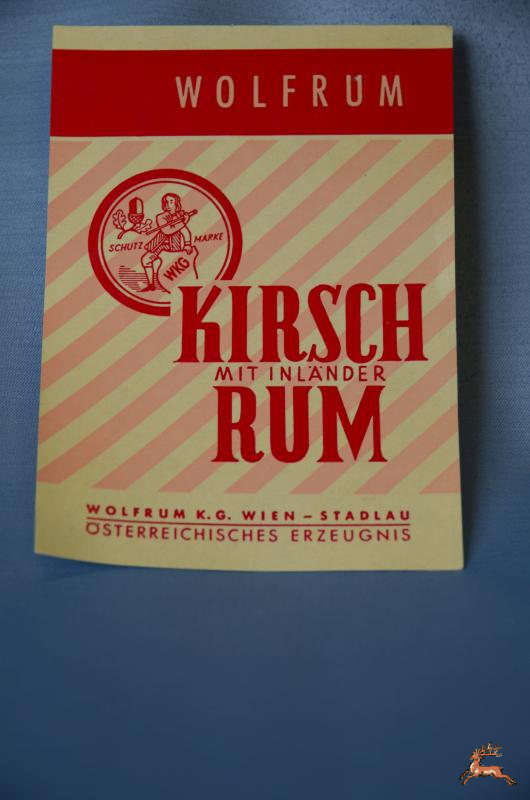 WOLFRUM
SCHUTZ MARKE
WKG
KIRSCH
MIT INLÄNDER
RUM
WOLFRUM K.G. WIEN – STADLAU
ÖSTERREICHISCHES ERZEUGNIS